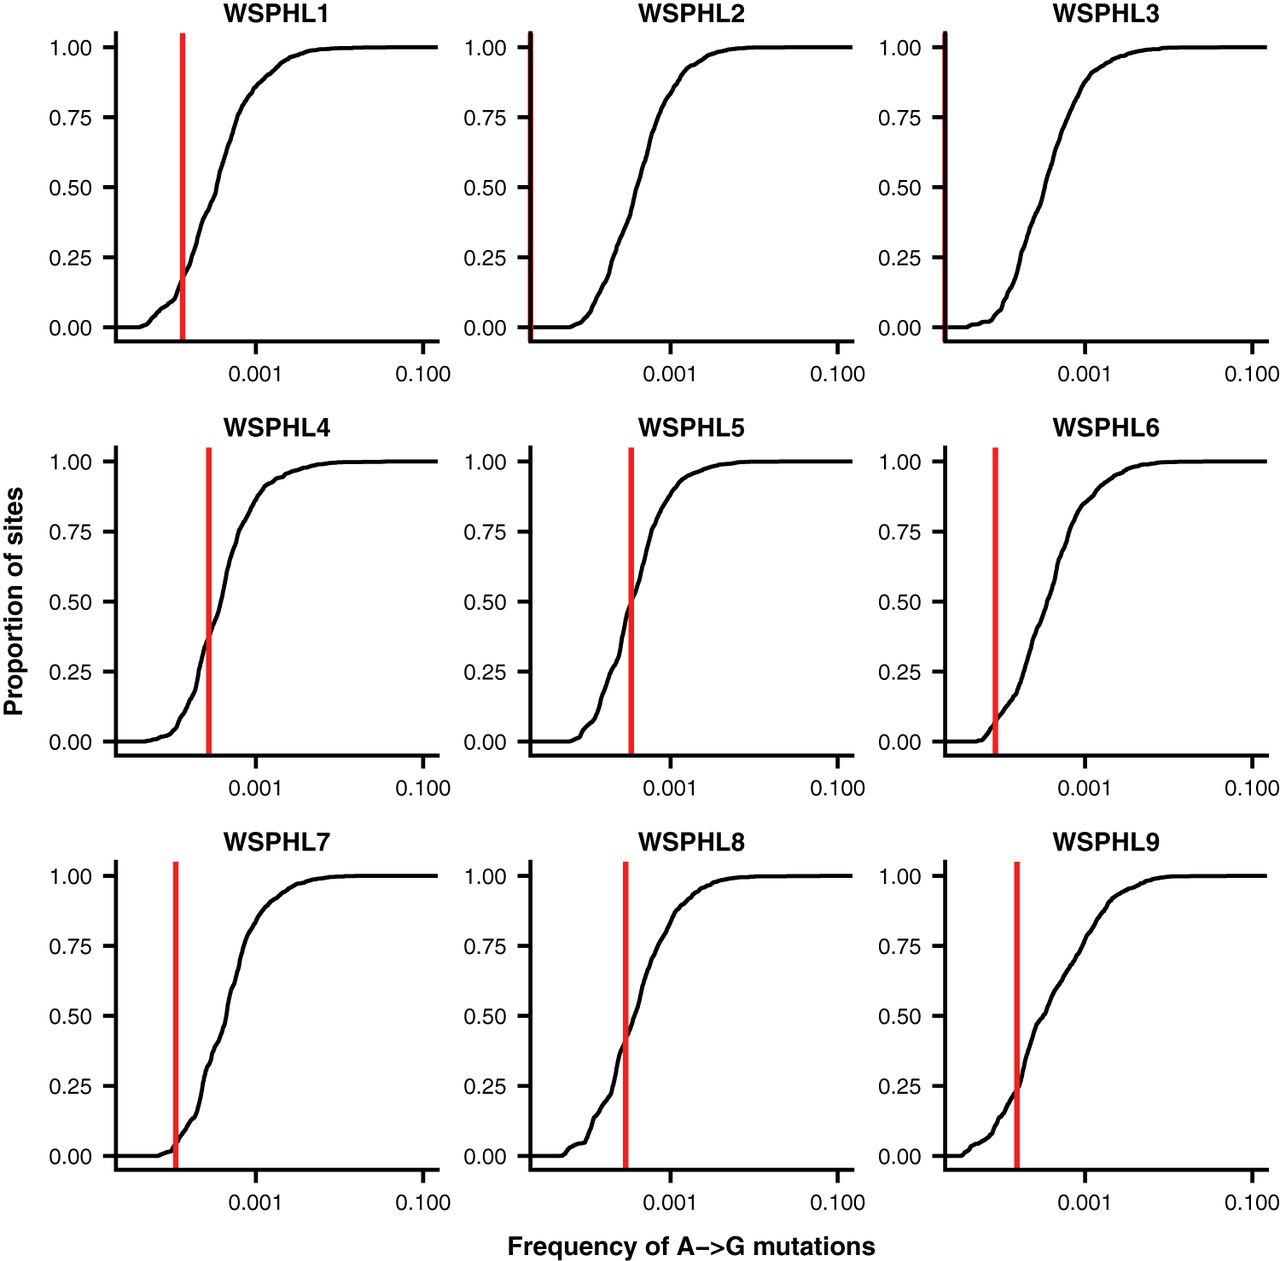 WSPHL1 WSPHL2 WSPHL3
1.00 1.00 1.00
0.75 0.75 0.75
0.50 0.50 0.50
0.25 0.25 0.25
0.00 0.00 0.00
0.001 0.100 0.001 0.100 0.001 0.100
WSPHL4 WSPHL5 WSPHL6
1.00 1.00 1.00
0.75 0.75 0.75
Proportion of sites
0.50 0.50 0.50
0.25 0.25 0.25
0.00 0.00 0.00
0.001 0.100 0.001 0.100 0.001 0.100
WSPHL7 WSPHL8 WSPHL9
1.00 1.00 1.00
0.75 0.75 0.75
0.50 0.50 0.50
0.25 0.25 0.25
0.00 0.00 0.00
0.001 0.100 0.001 0.100 0.001 0.100
Frequency of A−>G mutations